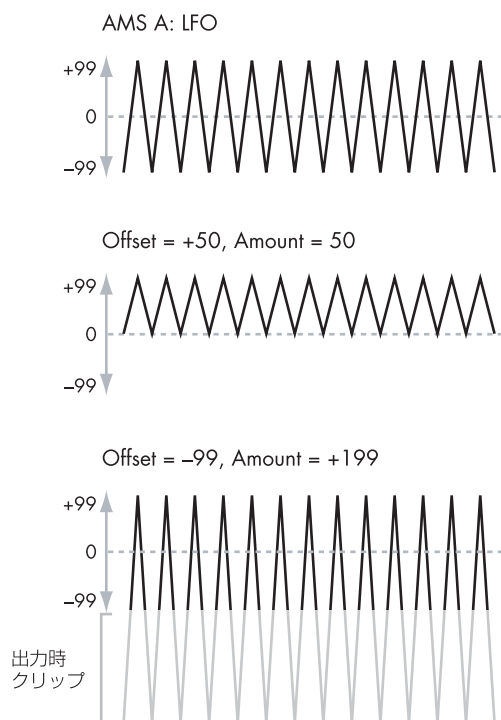 AMS A: LFO
+99
0
–99
Offset = +50, Amount = 50
+99
0
–99
Offset = –99, Amount = +199
+99
0
–99
出力時
クリップ